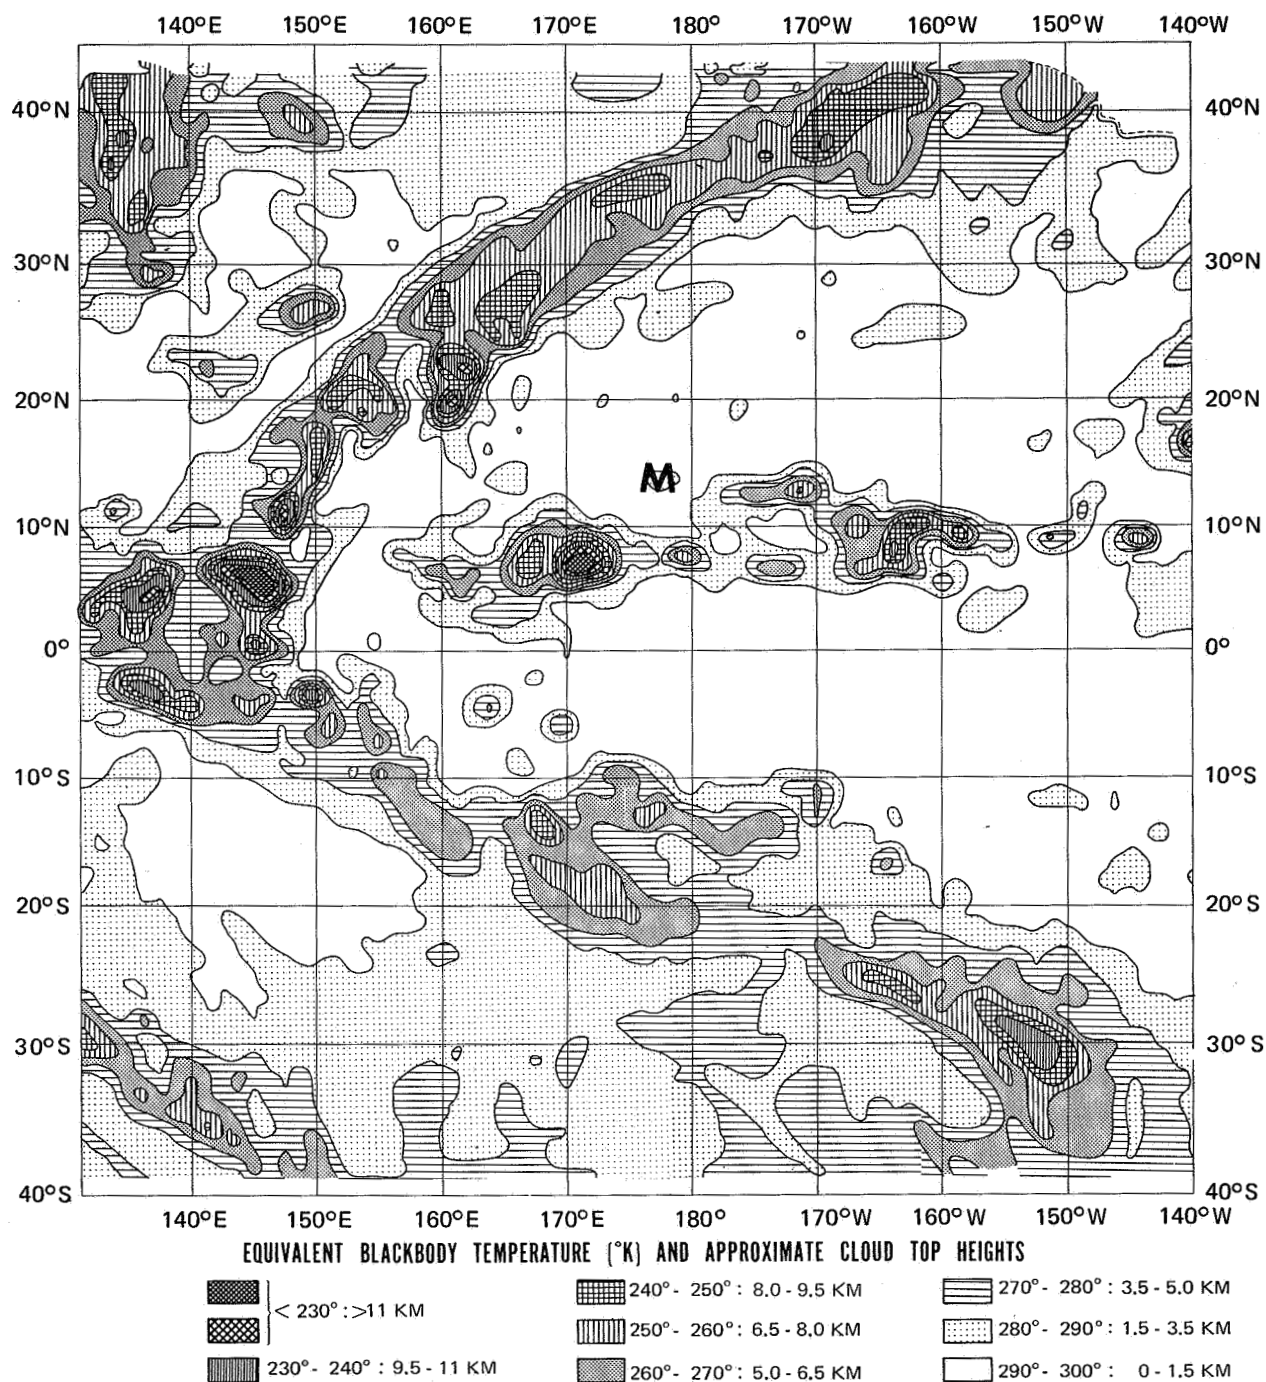 140°E 150°E 160°E 170°E 180° 170°W 160°W 150°W 140°W
40°N 40°N
30°N 30°N
20°N 20°N
M
10°N 10°N
0° 0°
10°S 10°S
20°S 20°S
30°S 30°S
40°S 40°S
140°E 150°E 160°E 170°E 180° 170°W 160°W 150°W 140°W
EQUIVALENT BLACKBODY TEMPERATURE (°K) AND APPROXIMATE CLOUD TOP HEIGHTS
< 230° :>11 KM
230°- 240° : 9.5 - 11 KM
240°- 250° : 8.0 - 9.5 KM
250°- 260° : 6.5 - 8.0 KM
260°- 270° : 5.0 - 6.5 KM
270°- 280° : 3.5 - 5.0 KM
280°- 290° : 1.5 - 3.5 KM
290°- 300° : 0 - 1.5 KM